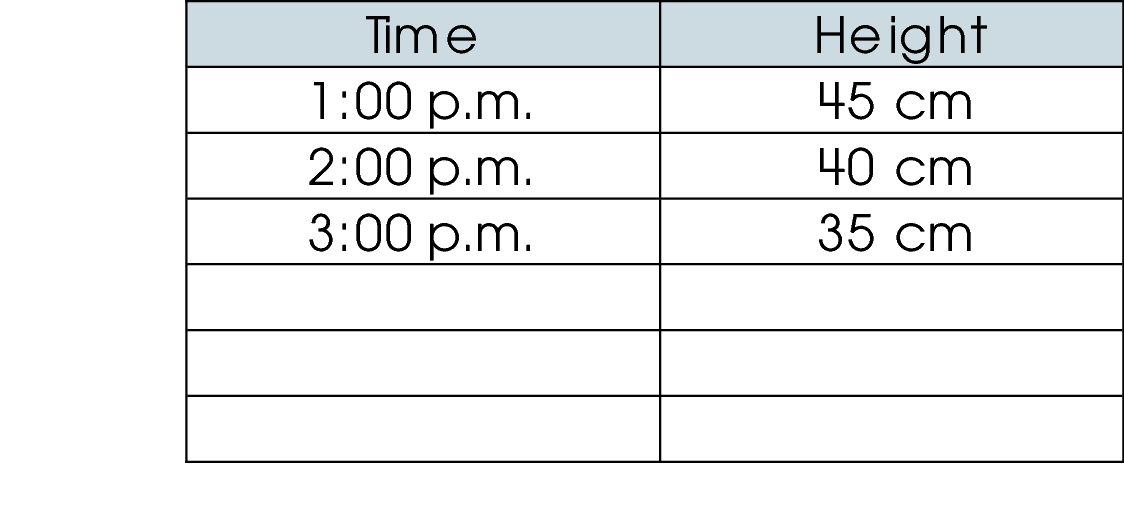 Time Height
1:00 p.m. 45 cm
2:00 p.m. 40 cm
3:00 p.m. 35 cm